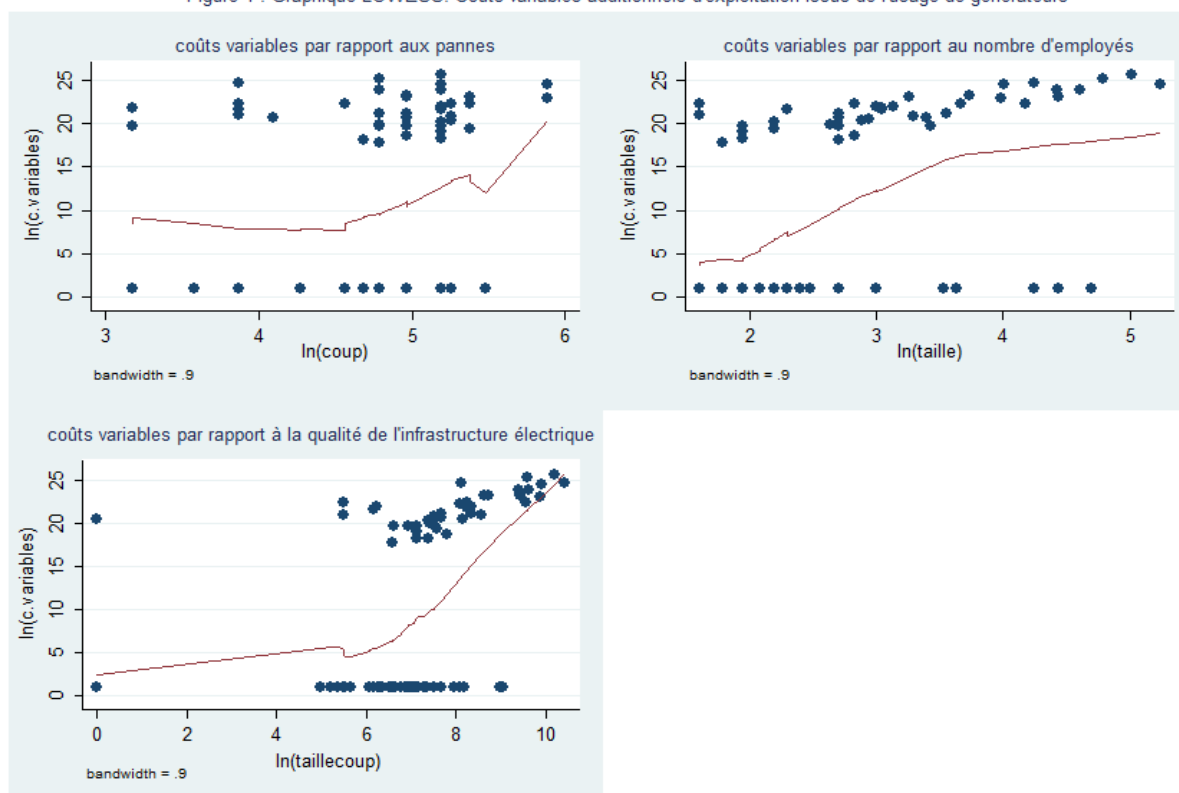 coûts variables par rapport aux pannes
ln(c.variables)
25
20
15
10
5
0
3 4 5 6
ln(coup)
bandwidth = .9
coûts variables par rapport au nombre d'employés
ln(c.variables)
25
20
15
10
5
0
2 3 4 5
ln(taille)
bandwidth = .9
coûts variables par rapport à la qualité de l'infrastructure électrique
ln(c.variables)
25
20
15
10
5
0
0 2 4 6 8 10
ln(taillecoup)
bandwidth = .9